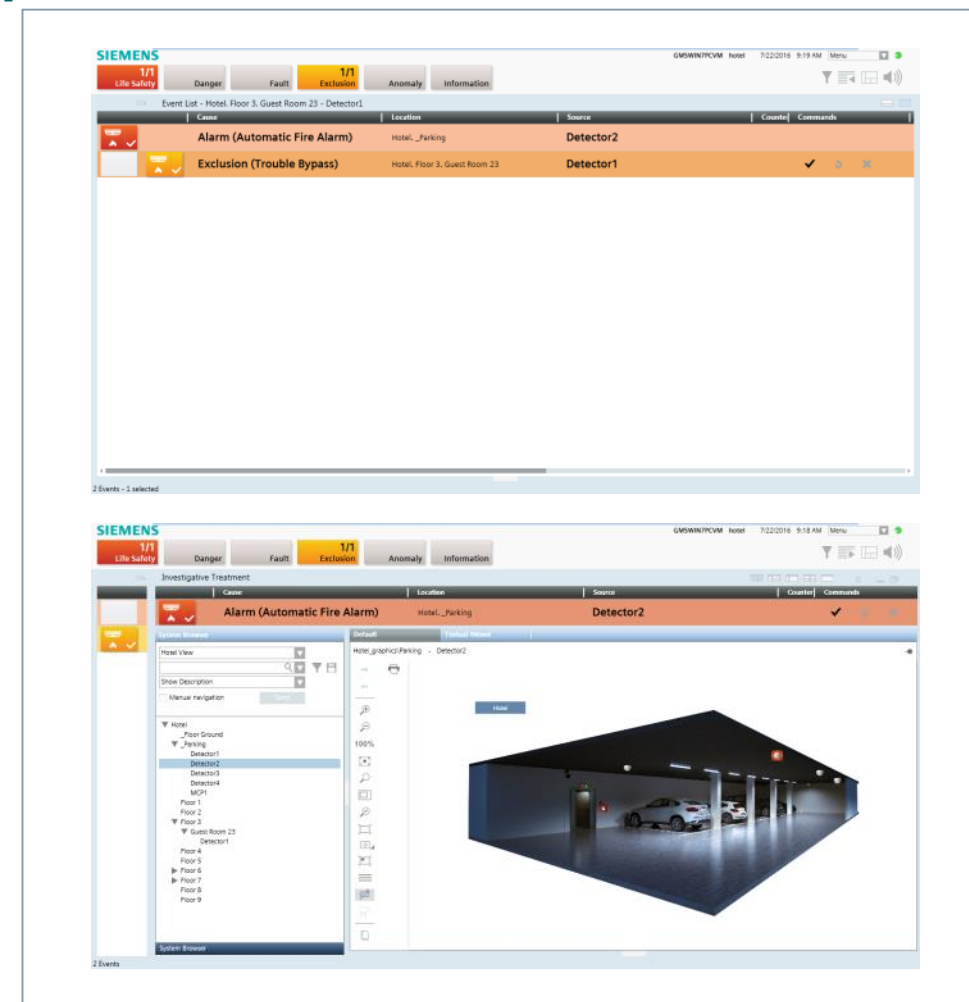 SIEMENS
GMSWIN7PCVM hotel 7/22/2016 9:19 AM Menu
1/1 1/1
Life Safety Danger Fault Exclusion Anomaly Information
Event List - Hotel. Floor 3. Guest Room 23 - Detector1
Cause Location Source Counte Commands
Alarm (Automatic Fire Alarm) Hotel. _Parking Detector2
Exclusion (Trouble Bypass) Hotel. Floor 3. Guest Room 23 Detector1
2 Events - 1 selected
SIEMENS
GMSWIN7PCVM hotel 7/22/2016 9:18 AM Menu
1/1 1/1
Life Safety Danger Fault Exclusion Anomaly Information
Investigative Treatment
Cause Location Source Counter Commands
Alarm (Automatic Fire Alarm) Hotel. _Parking Detector2
System Browser Default Textual Viewer
Hotel View
Hotel_graphics\Parking - Detector2
Show Description
Manual navigation
Hotel
Hotel
_Floor Ground
_Parking
100%
Detector1
Detector2
Detector3
Detector4
MCP1
Floor 1
Floor 2
Floor 3
Guest Room 23
Detector1
Floor 4
Floor 5
Floor 6
Floor 7
Floor 8
Floor 9
System Browser
2 Events